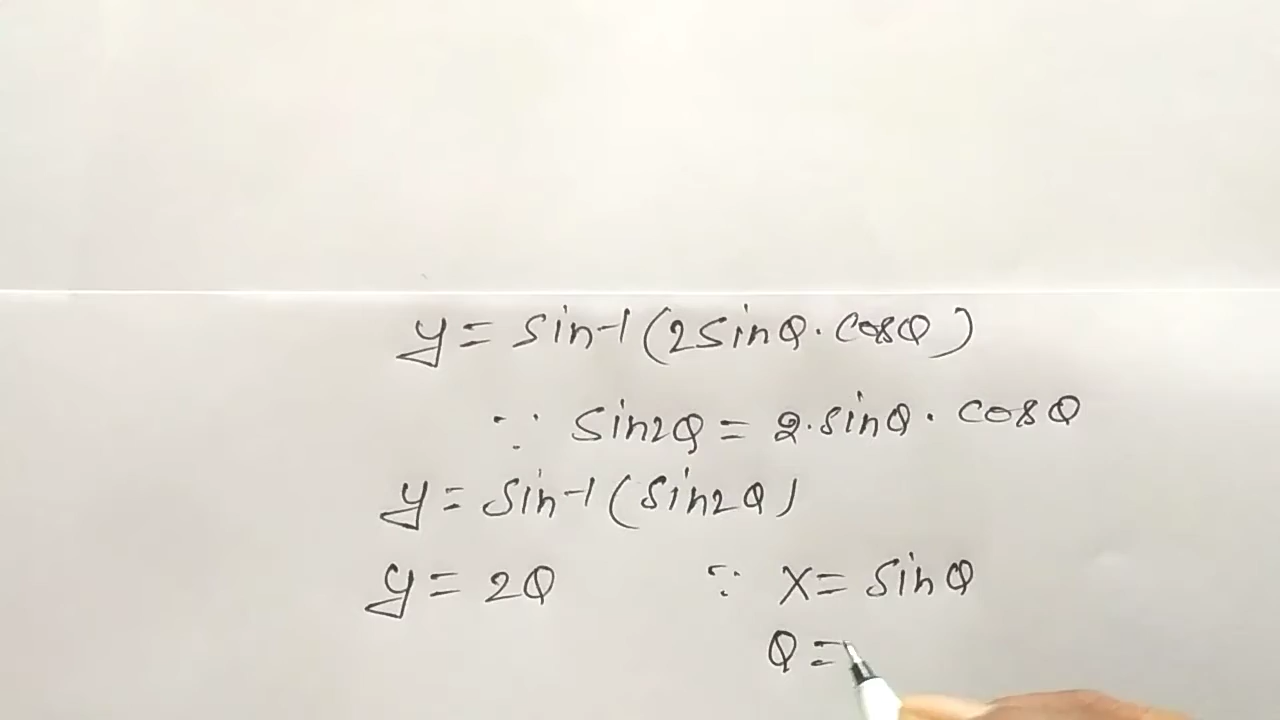 y = sin-1 (2sinθ. cosθ)
∵ sin2θ = 2.sinθ. cosθ
y = sin-1 (sin2θ)
y = 2θ ∵ x = sinθ
θ =